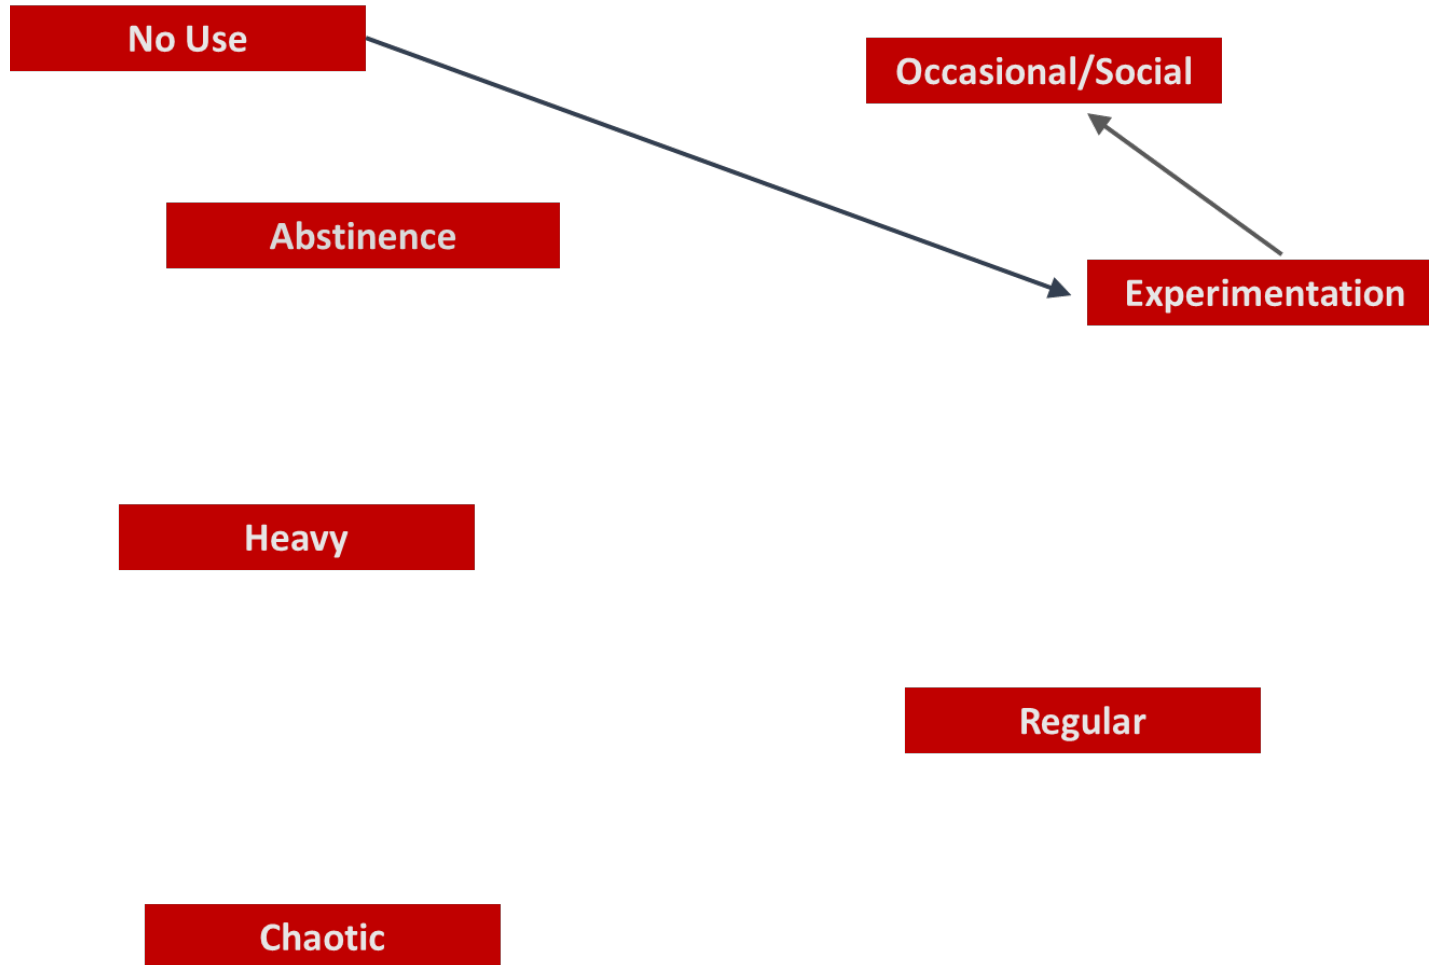 No Use
Occasional/Social
Abstinence
Experimentation
Heavy
Regular
Chaotic